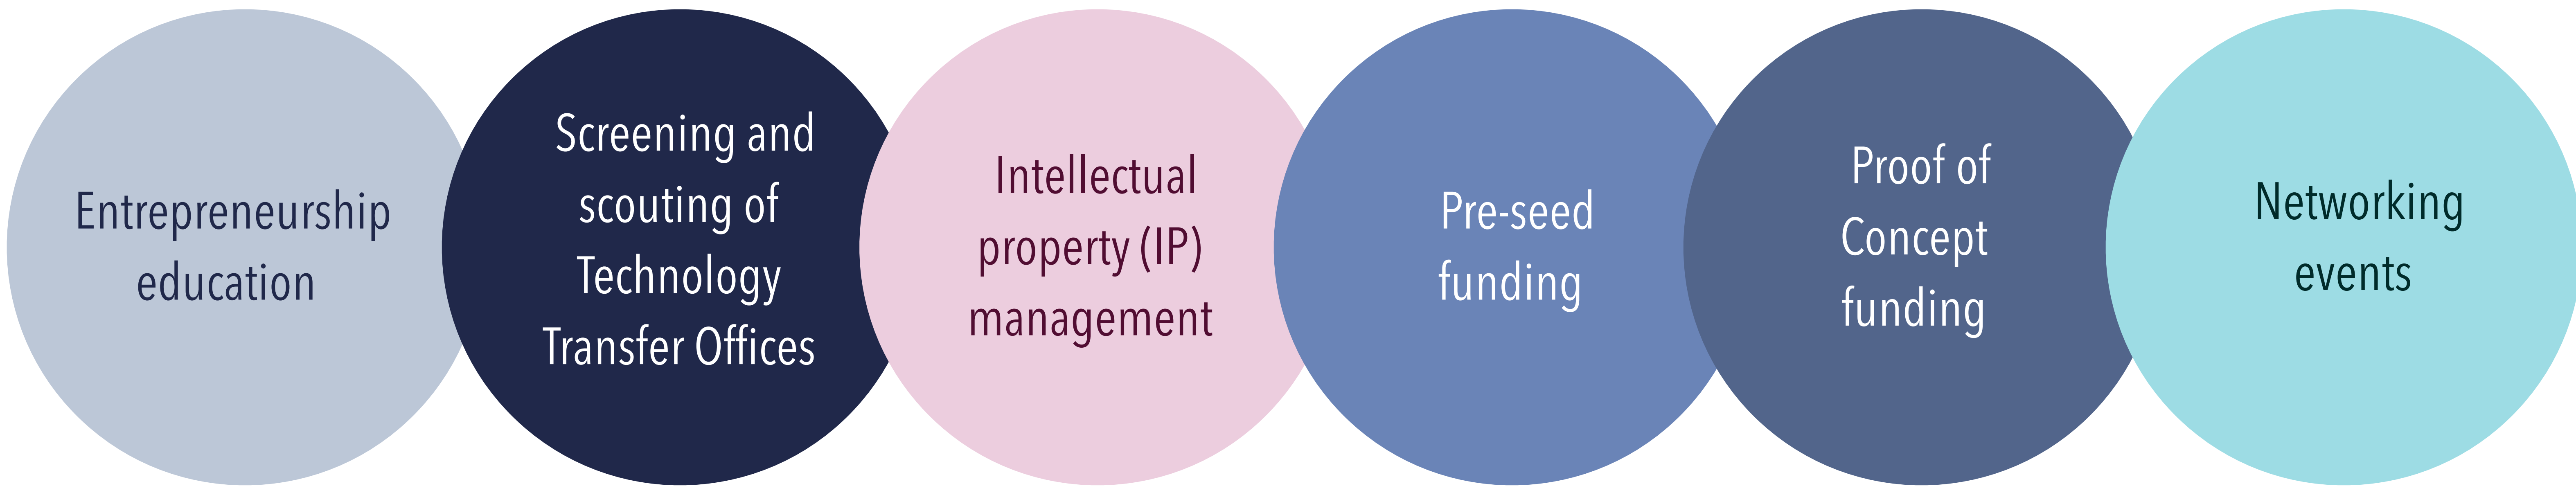 Entrepreneurship
education
Screening and
scouting of
Technology
Transfer Offices
Intellectual
property (IP)
management
Pre-seed
funding
Proof of
Concept
funding
Networking
events